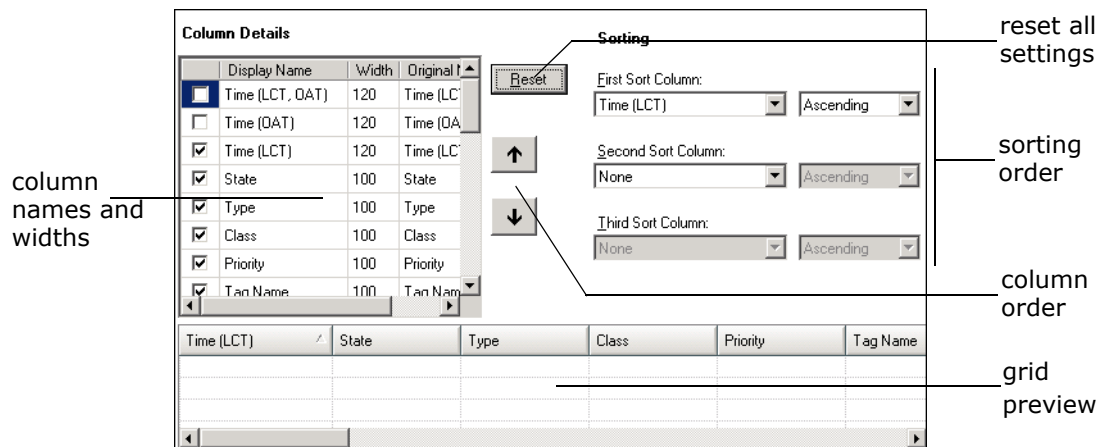 Column Details
Sorting
reset all
settings
Display Name Width Original N
Time (LCT, OAT) 120 Time (LC
Time (OAT) 120 Time (OA
Time (LCT) 120 Time (LC
State 100 State
Type 100 Type
Class 100 Class
Priority 100 Priority
Tag Name 100 Tag Nam
Reset
First Sort Column:
Time (LCT) Ascending
Second Sort Column:
None Ascending
Third Sort Column:
None Ascending
column
names and
widths
sorting
order
column
order
Time (LCT) State Type Class Priority Tag Name
grid
preview